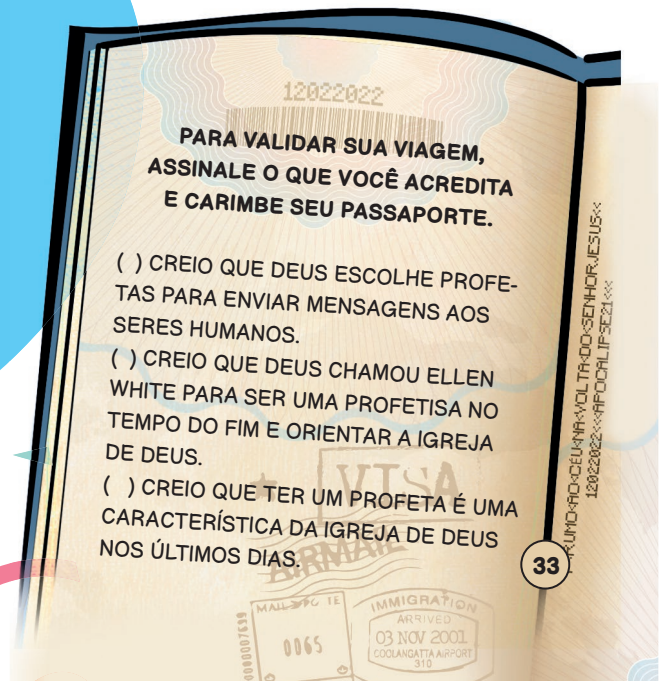 12022022
PARA VALIDAR SUA VIAGEM,
ASSINALE O QUE VOCÊ ACREDITA
E CARIMBE SEU PASSAPORTE.
( ) CREIO QUE DEUS ESCOLHE PROFE-
TAS PARA ENVIAR MENSAGENS AOS
SERES HUMANOS.
( ) CREIO QUE DEUS CHAMOU ELLEN
WHITE PARA SER UMA PROFETISA NO
TEMPO DO FIM E ORIENTAR A IGREJA
DE DEUS.
( ) CREIO QUE TER UM PROFETA É UMA
CARACTERÍSTICA DA IGREJA DE DEUS
NOS ÚLTIMOS DIAS.
VISA
AIRMAIL
0065
IMMIGRATION
ARRIVED
03 NOV 2001
COOLANGATTA AIRPORT
310
33
RUMO<AO<CÉU<NA<VOLTA<DO<SENHOR<JESUS<<
12022022<<<APOCALIPSE21<<<